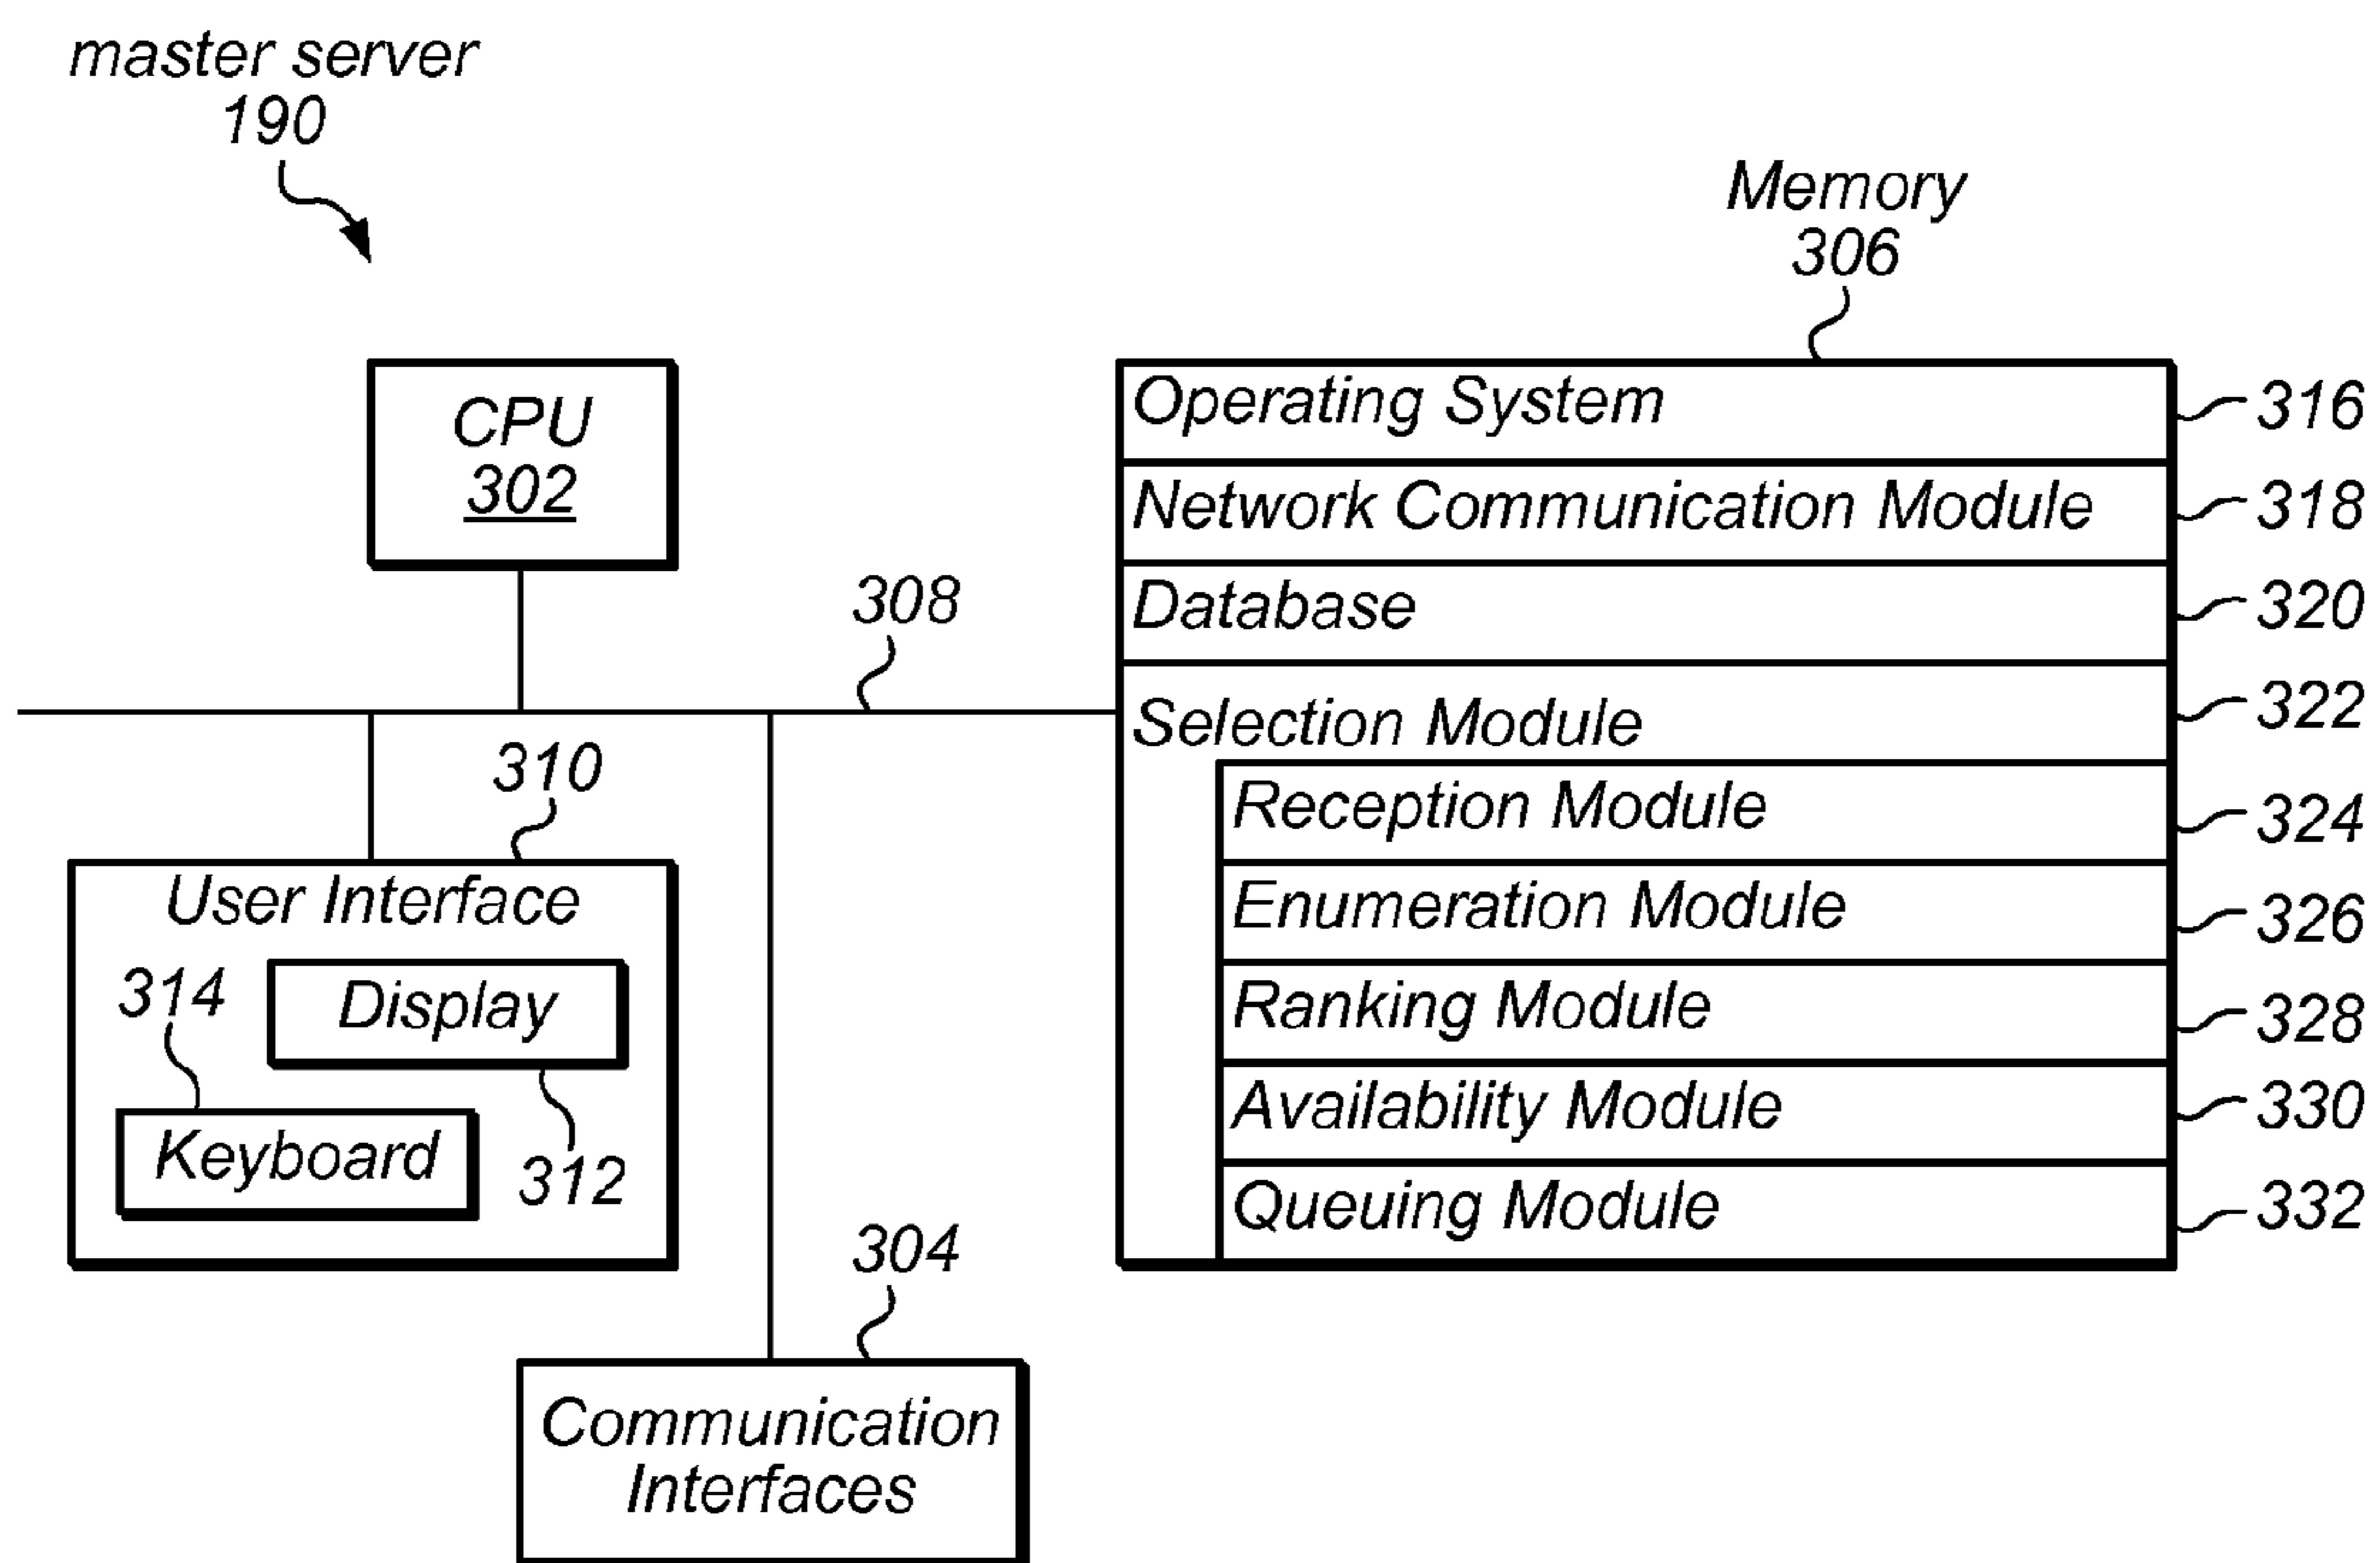 master server
190
Memory
306
CPU
302
308
Operating System
316
Network Communication Module
318
Database
320
Selection Module
322
Reception Module
324
Enumeration Module
326
Ranking Module
328
Availability Module
330
Queuing Module
332
310
User Interface
314
Display
Keyboard
312
304
Communication
Interfaces